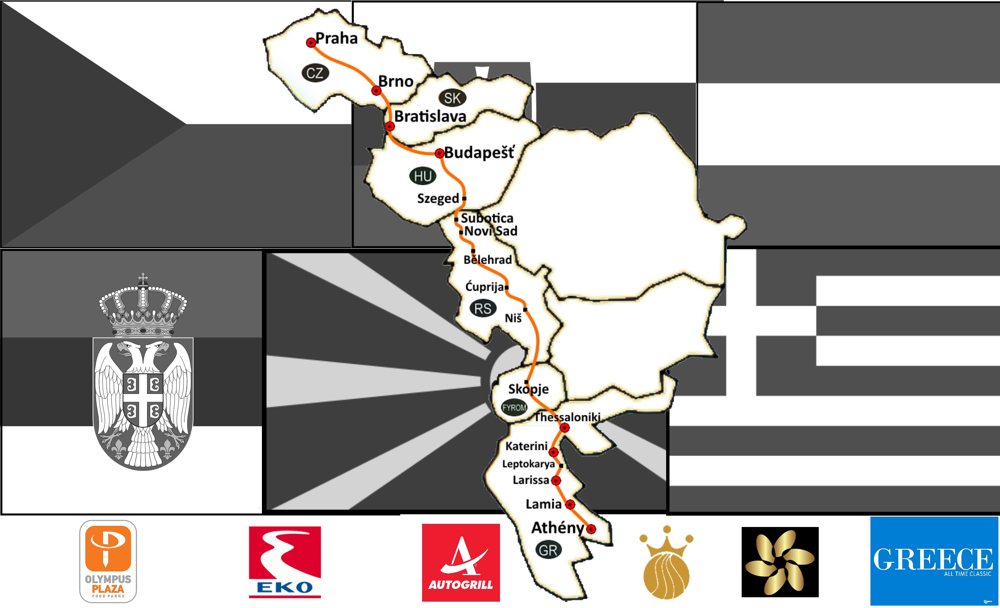 Praha
CZ
Brno
SK
Bratislava
Budapešť
HU
Szeged
Subotica
Novi Sad
Bělehrad
Ćuprija
RS
Niš
Skopje
FYROM
Thessaloniki
Katerini
Leptokarya
Larissa
Lamia
Athény
GR
OLYMPUS
PLAZA
FOOD PARKS
EKO
AUTOGRILL
®
GREECE
ALL TIME CLASSIC